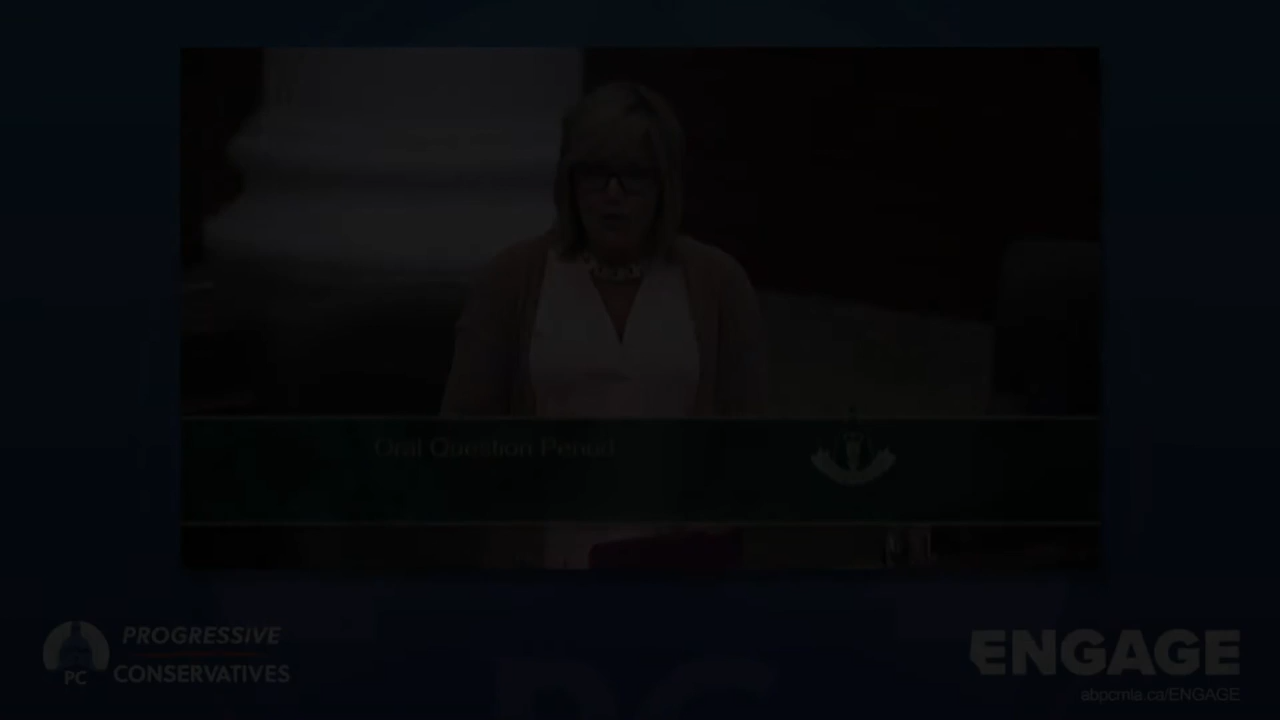 Oral Question Period
PROGRESSIVE
CONSERVATIVES
PC
ENGAGE
abpcmla.ca/ENGAGE